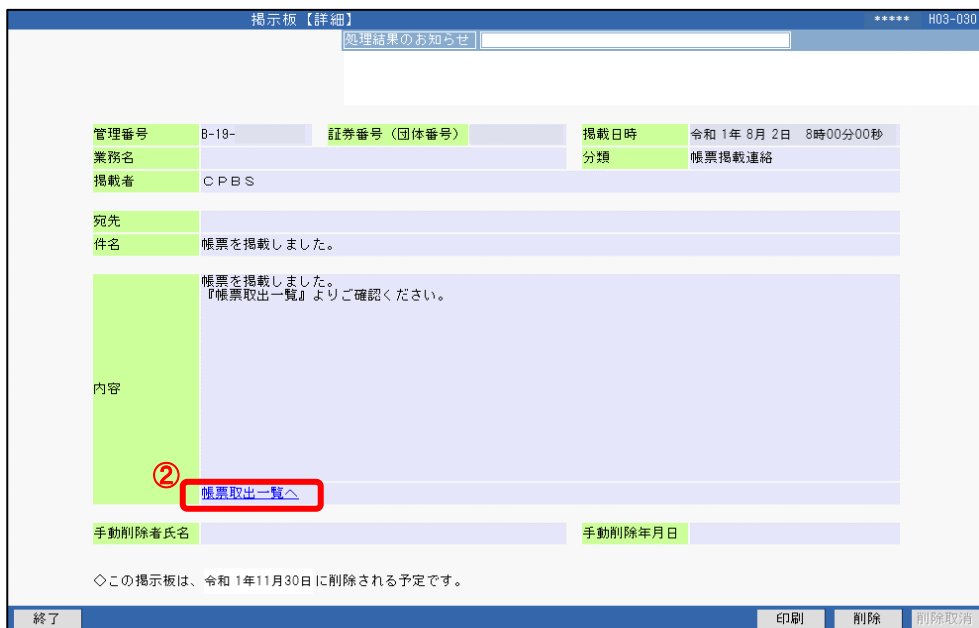 掲示板【詳細】 ***** H03-030
処理結果のお知らせ
管理番号 B-19- 証券番号（団体番号） 掲載日時 令和 1年 8月 2日 8時00分00秒
業務名 分類 帳票掲載連絡
掲載者 ＣＰＢＳ
宛先
件名 帳票を掲載しました。
帳票を掲載しました。
『帳票取出一覧』よりご確認ください。
内容
②
帳票取出一覧へ
手動削除者氏名 手動削除年月日
◇この掲示板は、令和 1年11月30日に削除される予定です。
終了 印刷 削除 削除取消